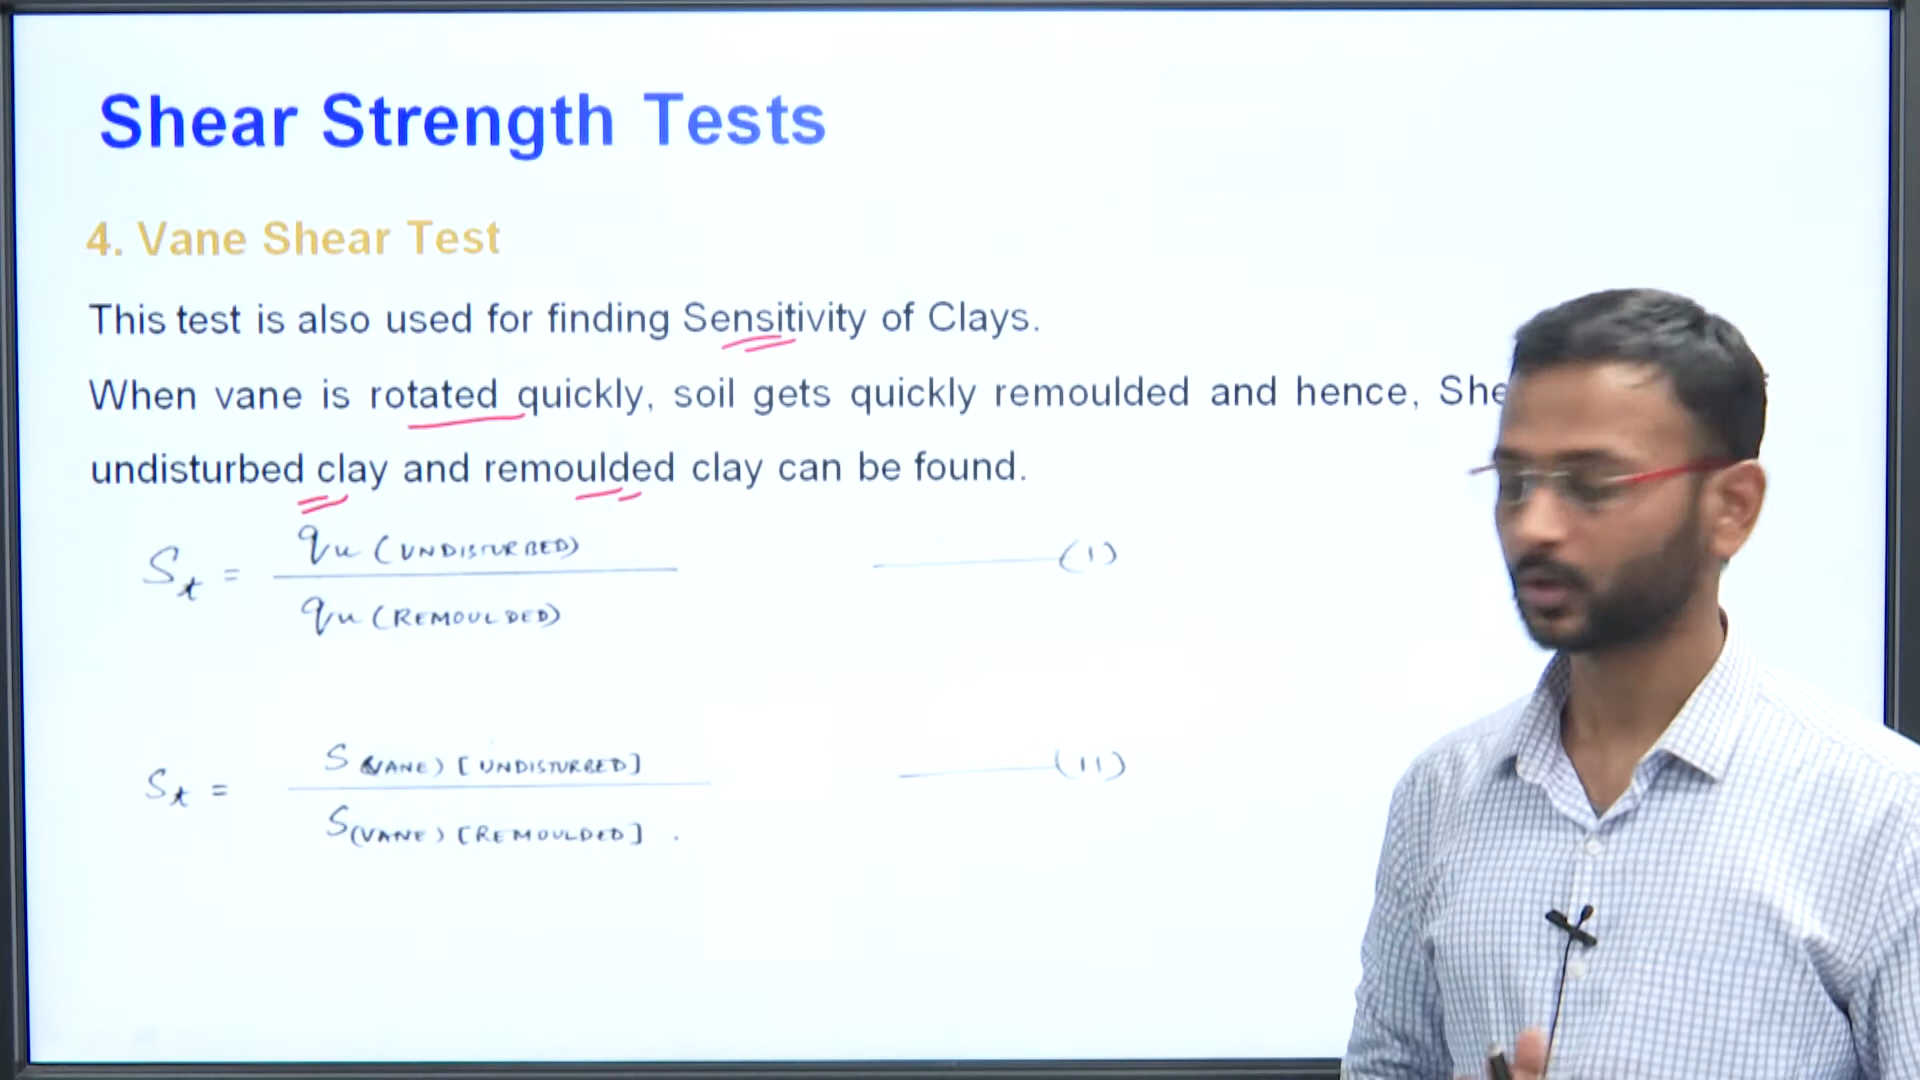 Shear Strength Tests
4. Vane Shear Test
This test is also used for finding Sensitivity of Clays.
When vane is rotated quickly, soil gets quickly remoulded and hence, She
undisturbed clay and remoulded clay can be found.
St = qu (UNDISTURBED) (I)
qu (REMOULDED)
St = S (VANE) [UNDISTURBED] (II)
S(VANE) [REMOULDED] .